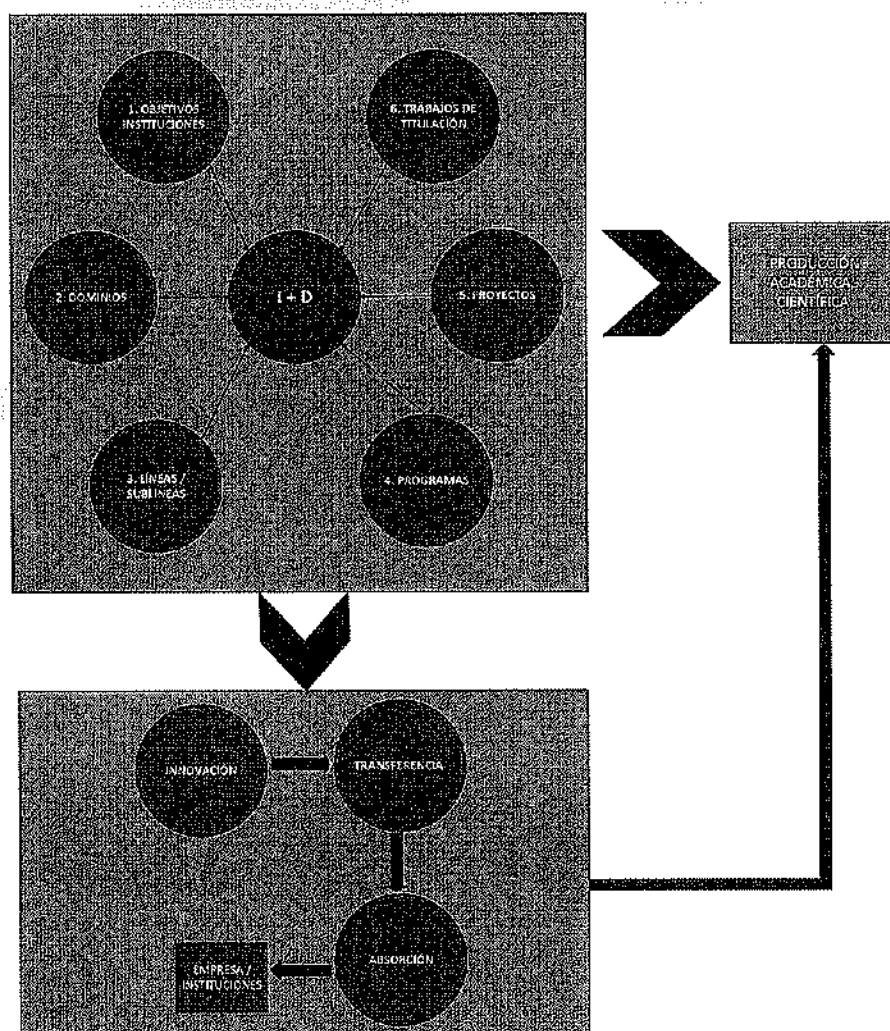 1. OBJETIVOS
INSTITUCIONES
6. TRABAJOS DE
TITULACIÓN
2. DOMINIOS
I + D
5. PROYECTOS
3. LÍNEAS /
SUBLINEAS
4. PROGRAMAS
PRODUCCIÓN
ACADÉMICA
CIENTÍFICA
INNOVACIÓN
TRANSFERENCIA
ABSORCIÓN
EMPRESA /
INSTITUCIONES